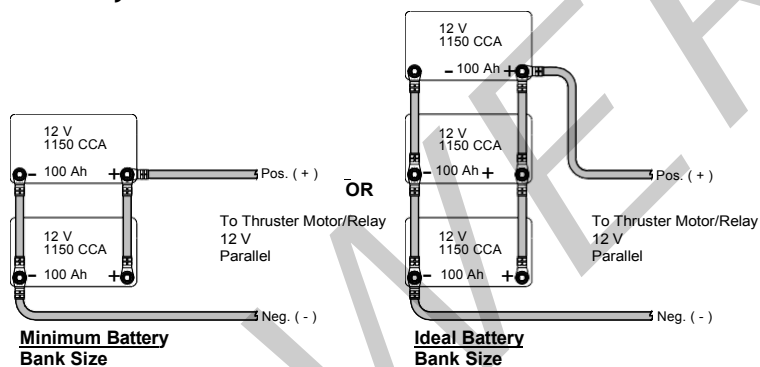 12 V
1150 CCA
- 100 Ah +
12 V
1150 CCA
- 100 Ah +
Pos. ( + )
To Thruster Motor/Relay
12 V
Parallel
Neg. ( - )
Minimum Battery
Bank Size
OR
12 V
1150 CCA
- 100 Ah +
12 V
1150 CCA
- 100 Ah +
12 V
1150 CCA
- 100 Ah +
Pos. ( + )
To Thruster Motor/Relay
12 V
Parallel
Neg. ( - )
Ideal Battery
Bank Size